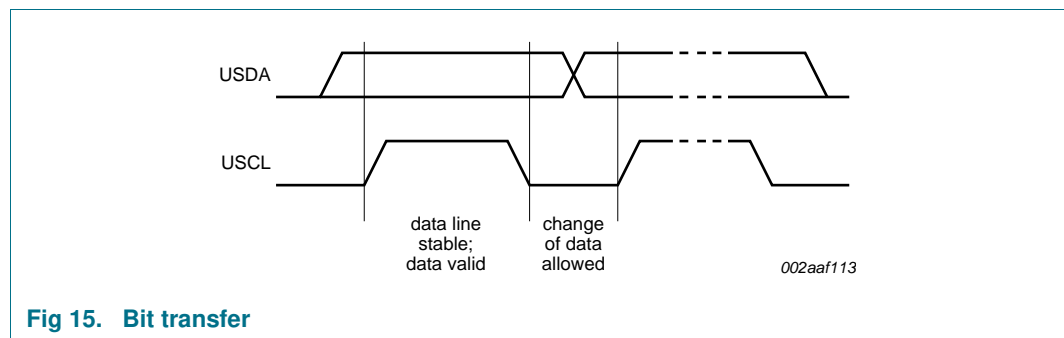 USDA
USCL
data line
stable;
data valid
change
of data
allowed
002aaf113
Fig 15. Bit transfer